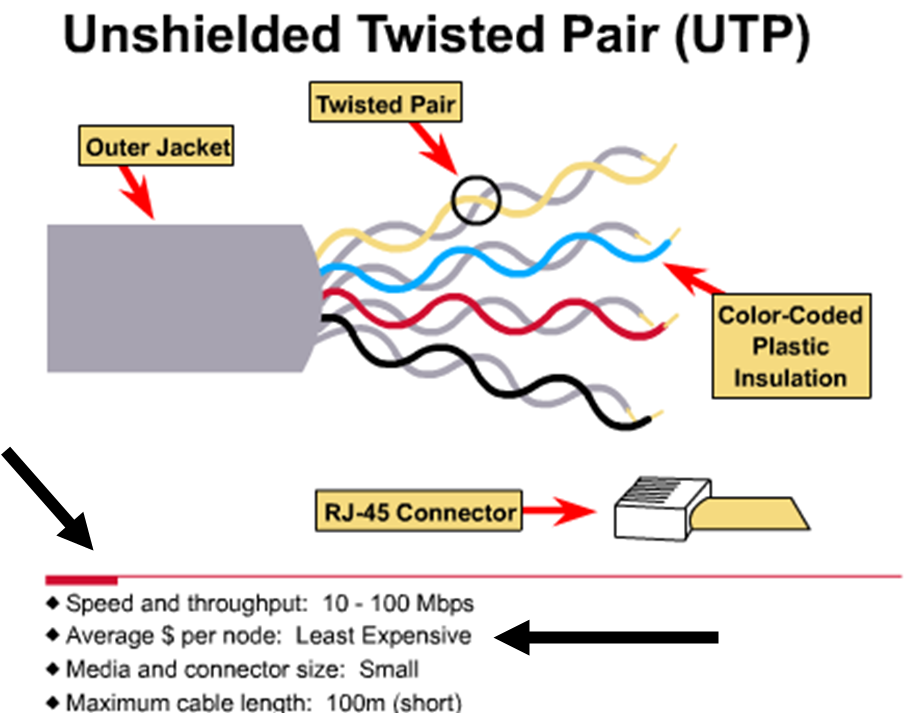 Unshielded Twisted Pair (UTP)
Twisted Pair
Outer Jacket
Color-Coded
Plastic
Insulation
RJ-45 Connector
◆ Speed and throughput: 10 - 100 Mbps
◆ Average $ per node: Least Expensive
◆ Media and connector size: Small
◆ Maximum cable length: 100m (short)